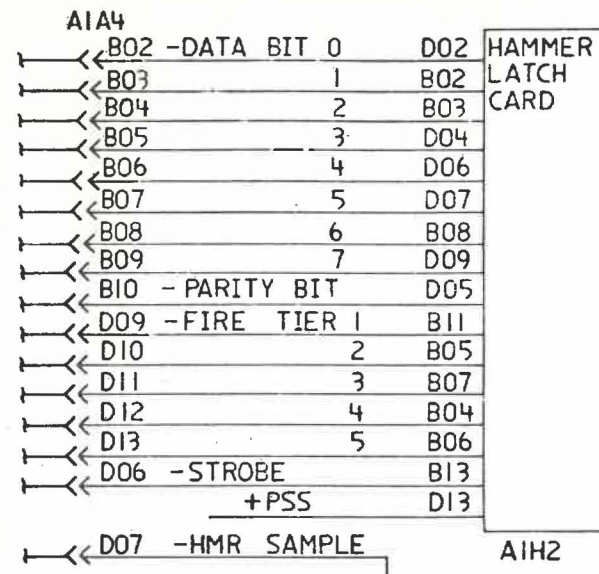 A1A4
B02 -DATA BIT 0 D02 HAMMER
B03 1 B02 LATCH
B04 2 B03 CARD
B05 3 D04
B06 4 D06
B07 5 D07
B08 6 B08
B09 7 D09
B10 -PARITY BIT D05
D09 -FIRE TIER 1 B11
D10 2 B05
D11 3 B07
D12 4 B04
D13 5 B06
D06 -STROBE B13
+PSS D13
D07 -HMR SAMPLE A1H2